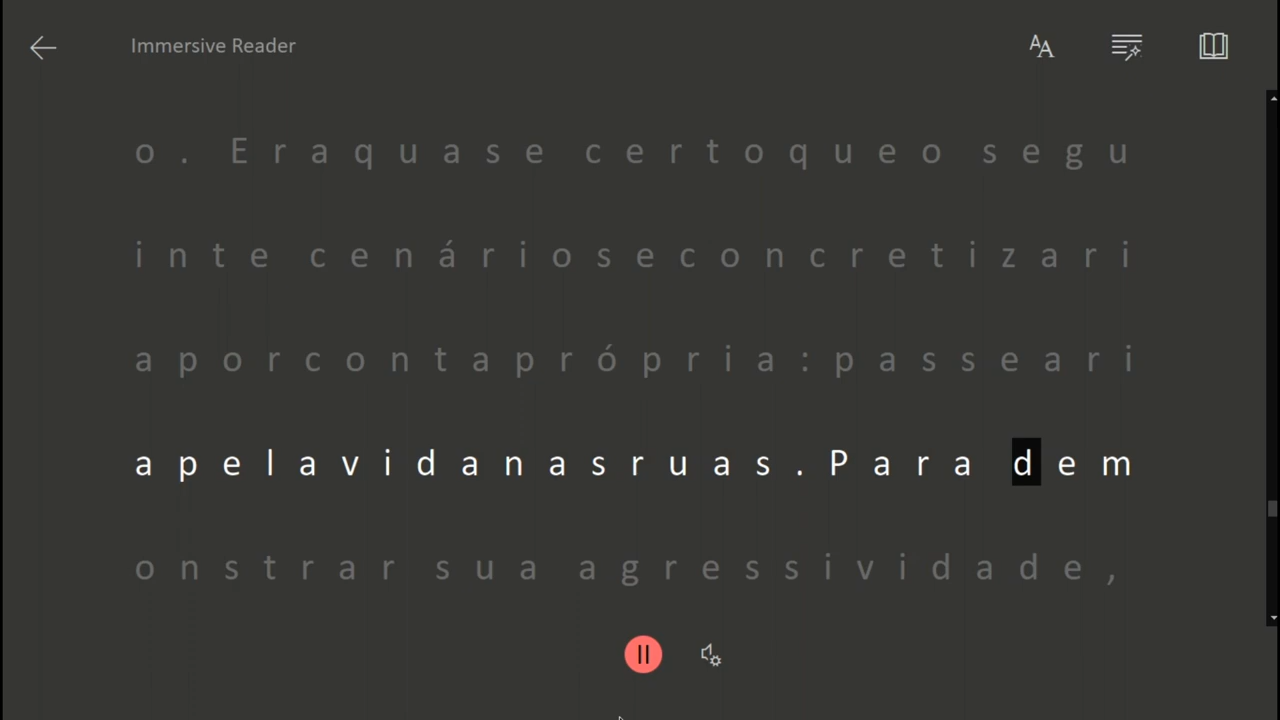 Immersive Reader
o . E r a q u a s e c e r t o q u e o s e g u
i n t e c e n á r i o s e c o n c r e t i z a r i
a p o r c o n t a p r ó p r i a : p a s s e a r i
a p e l a v i d a n a s r u a s . P a r a d e m
o n s t r a r s u a a g r e s s i v i d a d e ,